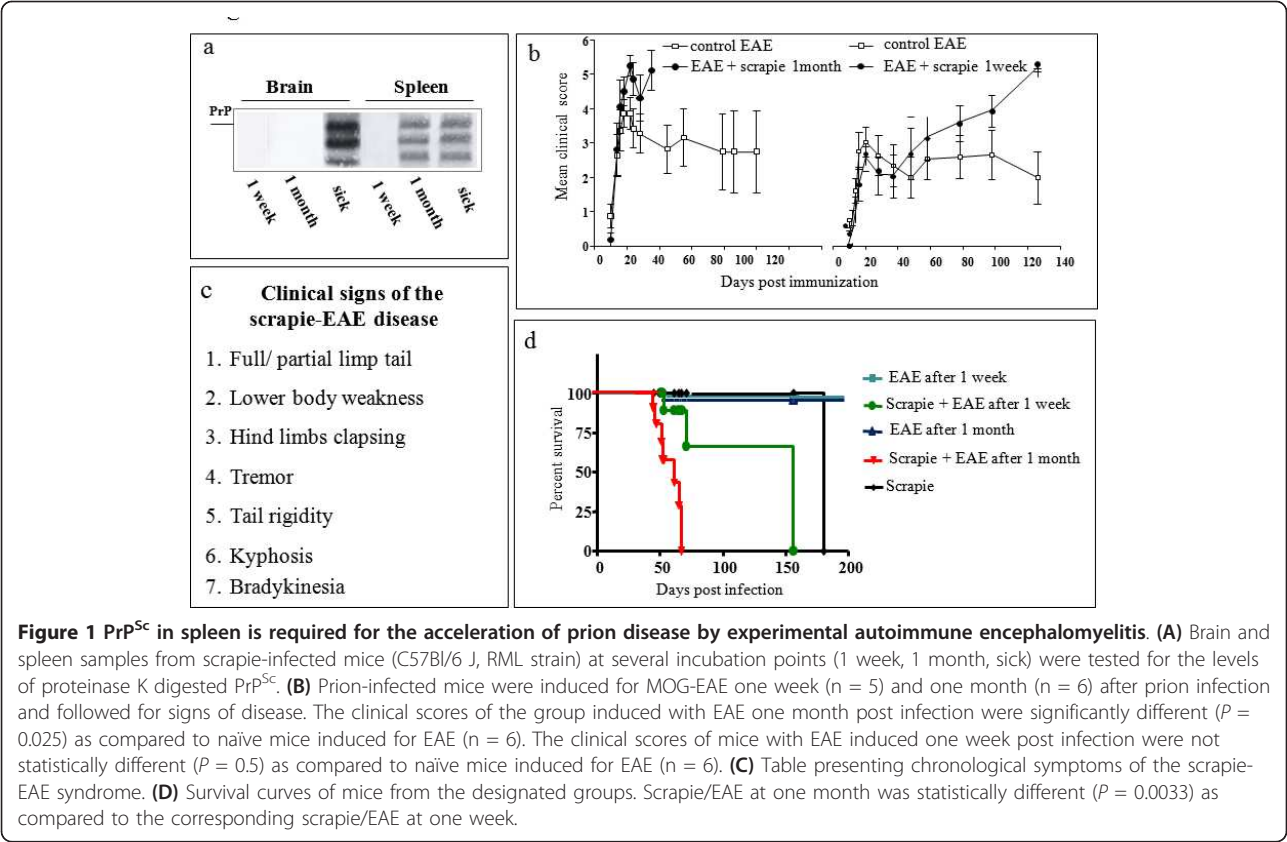 a
Brain Spleen
PrP
1 week 1 month sick 1 week 1 month sick
b
control EAE control EAE
EAE + scrapie 1month EAE + scrapie 1week
Mean clinical score
6
5
4
3
2
1
0
0 20 40 60 80 100 120 0 20 40 60 80 100 120 140
Days post immunization
c Clinical signs of the
scrapie-EAE disease
1. Full/ partial limp tail
2. Lower body weakness
3. Hind limbs clapsing
4. Tremor
5. Tail rigidity
6. Kyphosis
7. Bradykinesia
d
Percent survival
100
75
50
25
0
0 50 100 150 200
Days post infection
EAE after 1 week
Scrapie + EAE after 1 week
EAE after 1 month
Scrapie + EAE after 1 month
Scrapie
Figure 1 PrPSc in spleen is required for the acceleration of prion disease by experimental autoimmune encephalomyelitis. (A) Brain and
spleen samples from scrapie-infected mice (C57Bl/6 J, RML strain) at several incubation points (1 week, 1 month, sick) were tested for the levels
of proteinase K digested PrPSc. (B) Prion-infected mice were induced for MOG-EAE one week (n = 5) and one month (n = 6) after prion infection
and followed for signs of disease. The clinical scores of the group induced with EAE one month post infection were significantly different (P =
0.025) as compared to naïve mice induced for EAE (n = 6). The clinical scores of mice with EAE induced one week post infection were not
statistically different (P = 0.5) as compared to naïve mice induced for EAE (n = 6). (C) Table presenting chronological symptoms of the scrapie-
EAE syndrome. (D) Survival curves of mice from the designated groups. Scrapie/EAE at one month was statistically different (P = 0.0033) as
compared to the corresponding scrapie/EAE at one week.